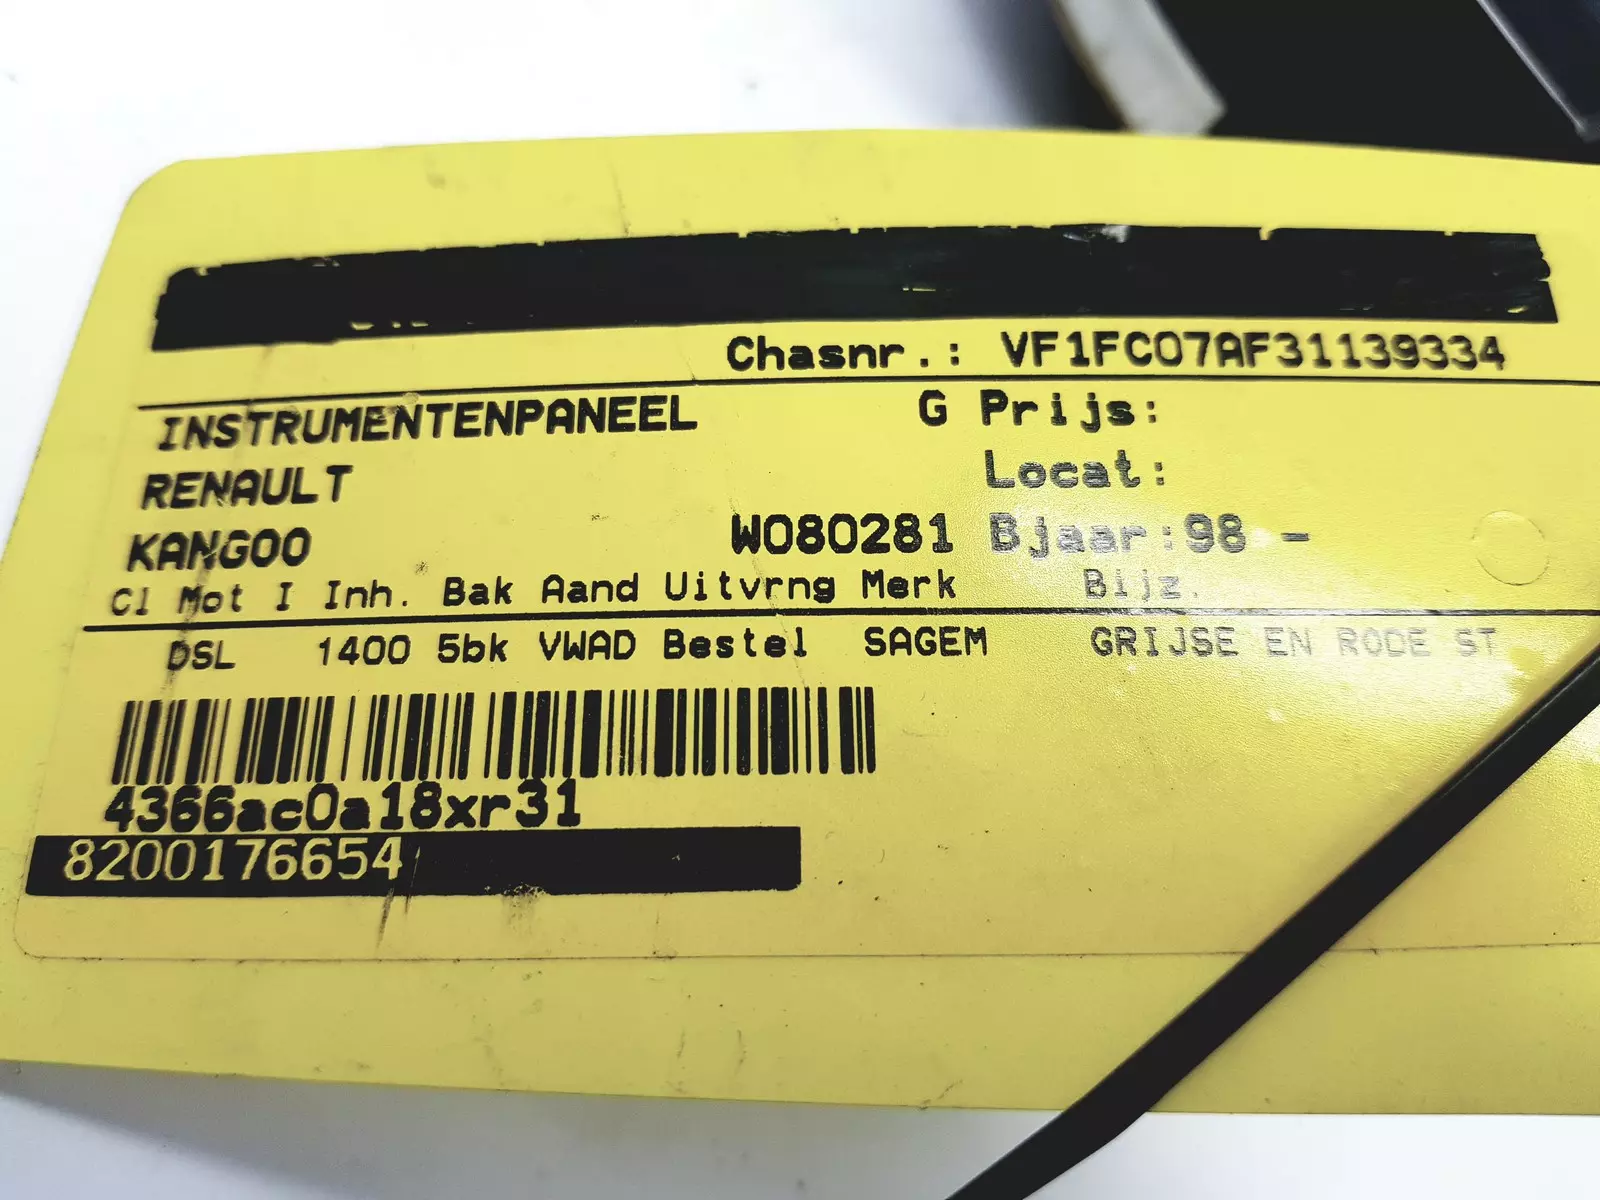 Chasnr.: VF1FC07AF31139334
INSTRUMENTENPANEEL G Prijs:
RENAULT Locat:
KANGOO W080281 Bjaar:98 -
Cl Mot I Inh. Bak Aand Uitvrng Merk Bijz.
DSL 1400 5bk VWAD Bestel SAGEM GRIJSE EN RODE ST
4366ac0a18xr31
8200176654